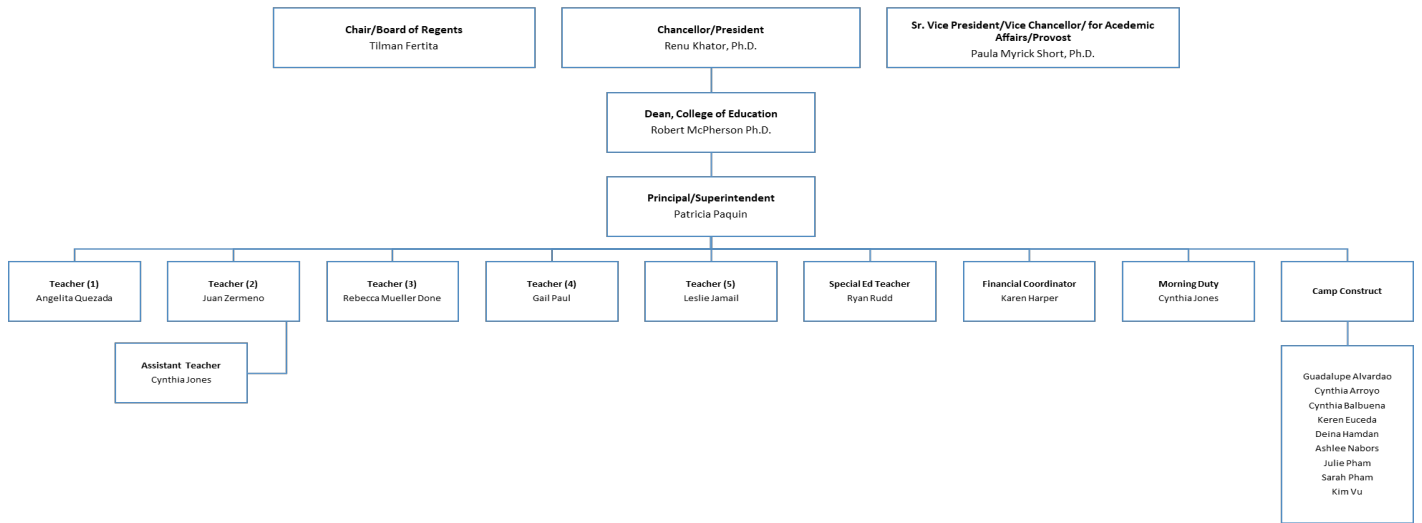 Chair/Board of Regents
Tilman Fertita
Chancellor/President
Renu Khator, Ph.D.
Sr. Vice President/Vice Chancellor/ for Acedemic
Affairs/Provost
Paula Myrick Short, Ph.D.
Dean, College of Education
Robert McPherson Ph.D.
Principal/Superintendent
Patricia Paquin
Teacher (1)
Angelita Quezada
Teacher (2)
Juan Zermeno
Teacher (3)
Rebecca Mueller Done
Teacher (4)
Gail Paul
Teacher (5)
Leslie Jamail
Special Ed Teacher
Ryan Rudd
Financial Coordinator
Karen Harper
Morning Duty
Cynthia Jones
Camp Construct
Assistant Teacher
Cynthia Jones
Guadalupe Alvardao
Cynthia Arroyo
Cynthia Balbuena
Keren Euceda
Deina Hamdan
Ashlee Nabors
Julie Pham
Sarah Pham
Kim Vu